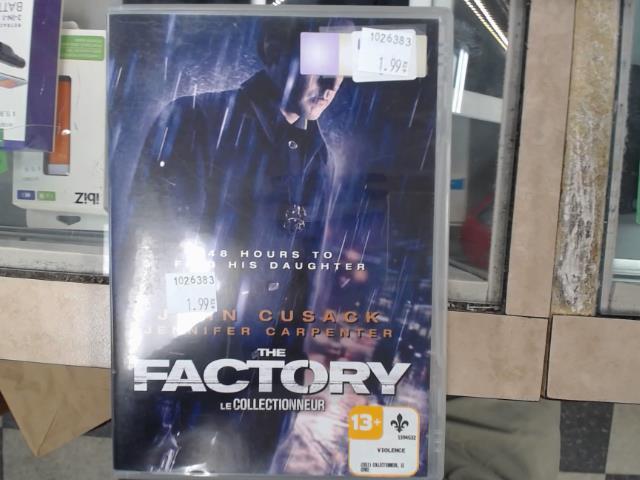 1026383
1.99
48 HOURS TO
HIS DAUGHTER
1026383
1.99
CUSACK
JENNIFER CARPENTER
THE
FACTORY
LE COLLECTIONNEUR
13+
VIOLENCE
ibiZ